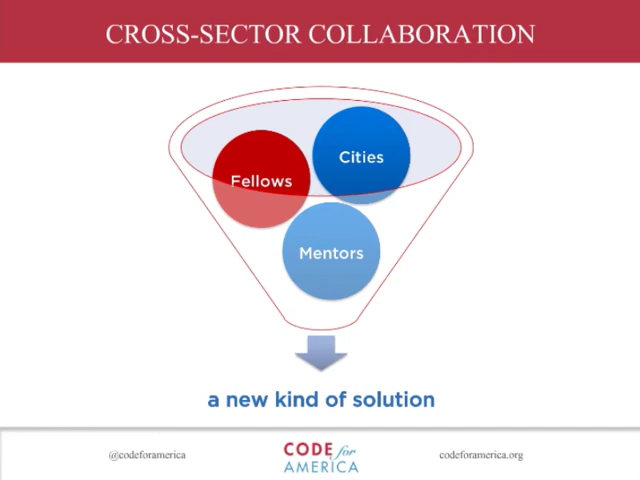 CROSS-SECTOR COLLABORATION
Cities
Fellows
Mentors
a new kind of solution
@codeforamerica
CODE for
AMERICA
codeforamerica.org